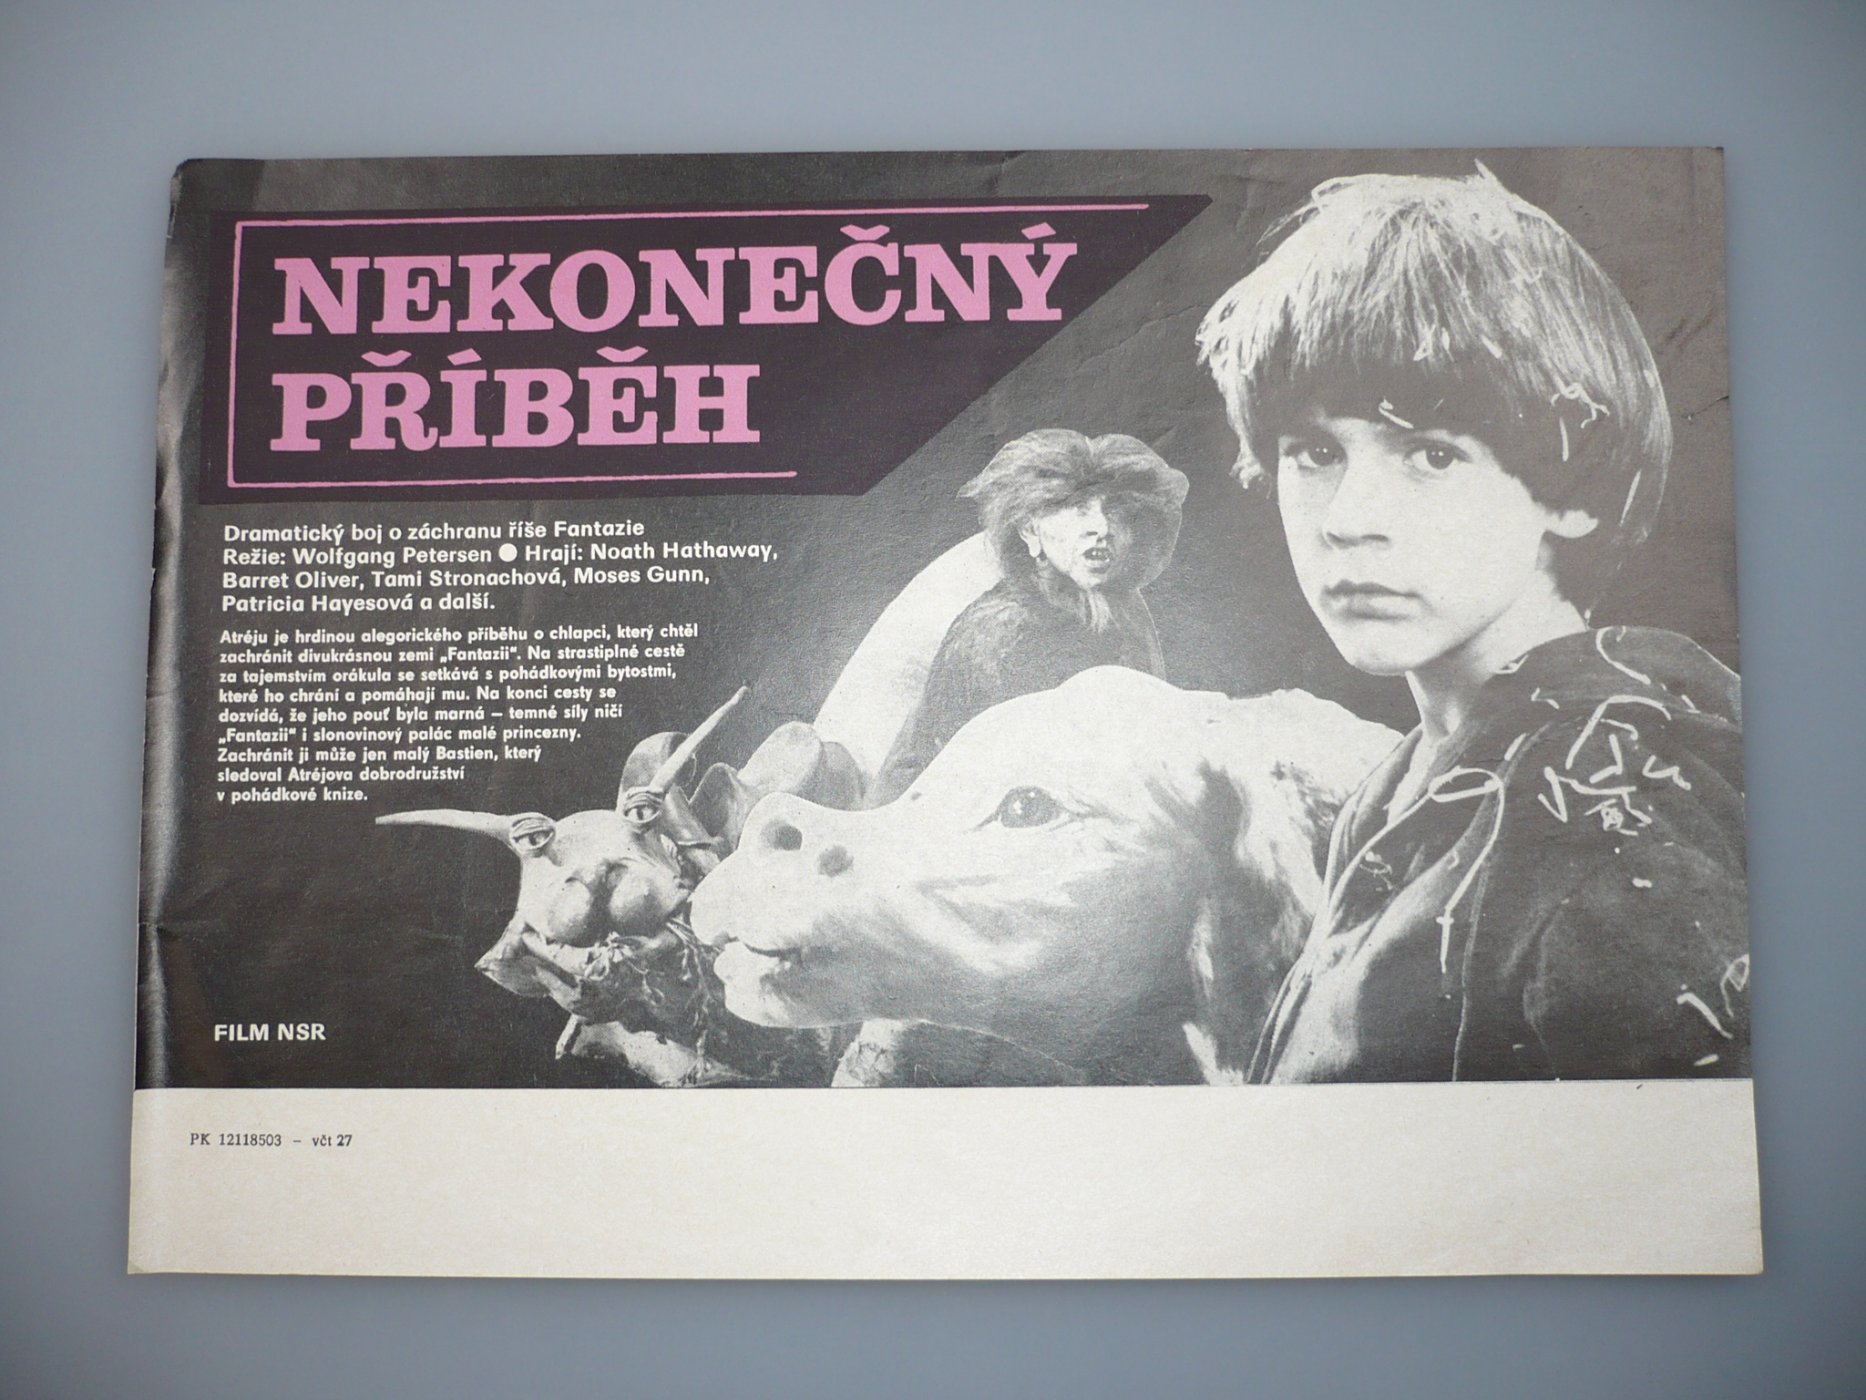 NEKONEČNÝ
PŘÍBĚH
Dramatický boj o záchranu říše Fantazie
Režie: Wolfgang Petersen ● Hrají: Noath Hathaway,
Barret Oliver, Tami Stronachová, Moses Gunn,
Patricia Hayesová a další.
Atréju je hrdinou alegorického příběhu o chlapci, který chtěl
zachránit divukrásnou zemi „Fantazii“. Na strastiplné cestě
za tajemstvím orákula se setkává s pohádkovými bytostmi,
které ho chrání a pomáhají mu. Na konci cesty se
dozvídá, že jeho pouť byla marná – temné síly ničí
„Fantazii“ i slonovinový palác malé princezny.
Zachránit ji může jen malý Bastien, který
sledoval Atréjova dobrodružství
v pohádkové knize.
FILM NSR
PK 12118503 – včt 27